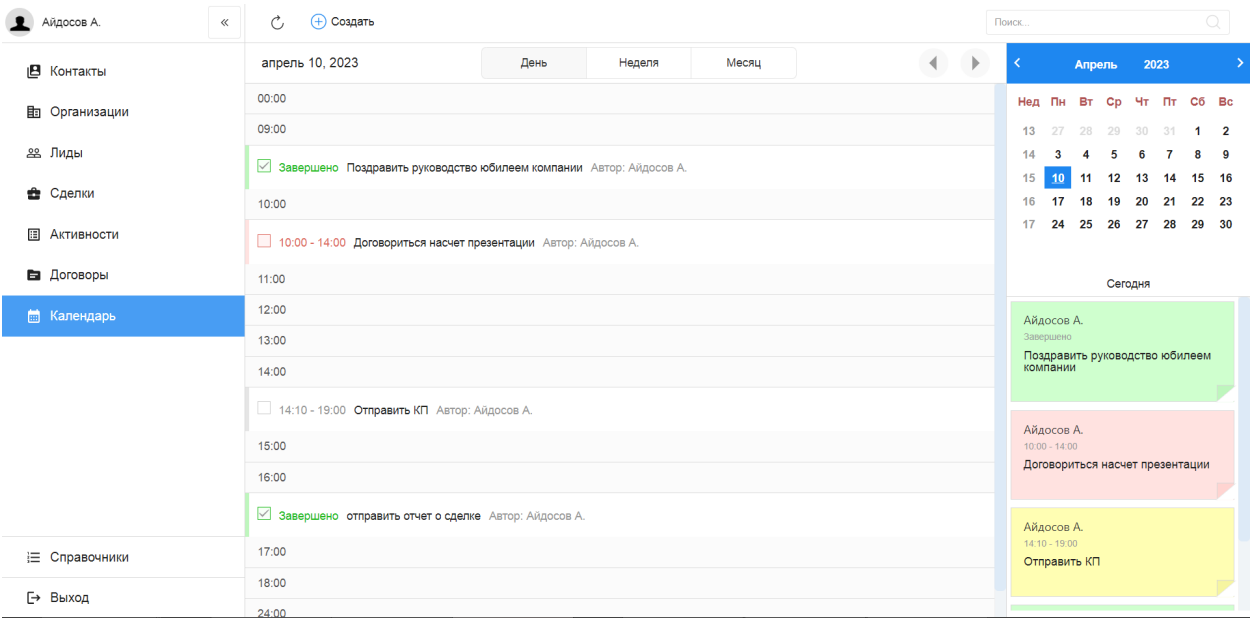 Айдосов А.
«
Создать
Поиск...
Контакты
Организации
Лиды
Сделки
Активности
Договоры
Календарь
Справочники
Выход
апрель 10, 2023
День
Неделя
Месяц
00:00
09:00
Завершено Поздравить руководство юбилеем компании Автор: Айдосов А.
10:00
10:00 - 14:00 Договориться насчет презентации Автор: Айдосов А.
11:00
12:00
13:00
14:00
14:10 - 19:00 Отправить КП Автор: Айдосов А.
15:00
16:00
Завершено отправить отчет о сделке Автор: Айдосов А.
17:00
18:00
24:00
Апрель 2023
Нед Пн Вт Ср Чт Пт Сб Вс
13 27 28 29 30 31 1 2
14 3 4 5 6 7 8 9
15 10 11 12 13 14 15 16
16 17 18 19 20 21 22 23
17 24 25 26 27 28 29 30
Сегодня
Айдосов А.
Завершено
Поздравить руководство юбилеем
компании
Айдосов А.
10:00 - 14:00
Договориться насчет презентации
Айдосов А.
14:10 - 19:00
Отправить КП